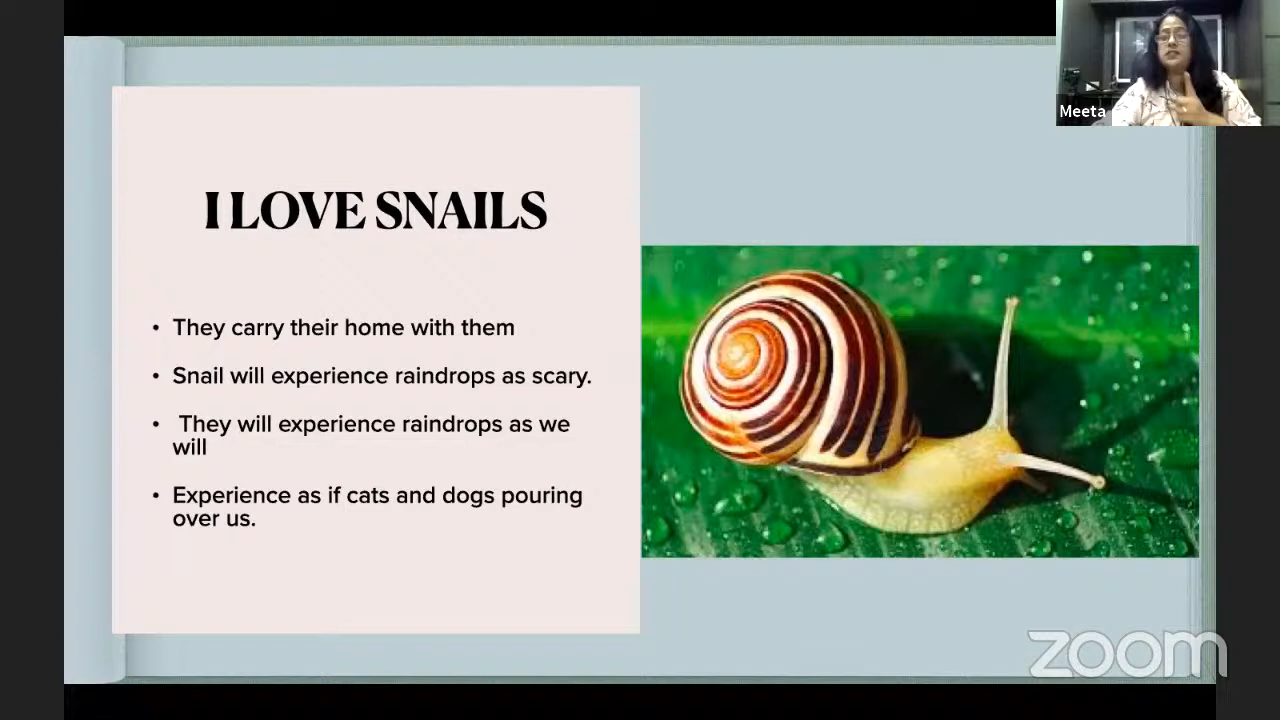 Meeta
I LOVE SNAILS
• They carry their home with them
• Snail will experience raindrops as scary.
• They will experience raindrops as we
will
• Experience as if cats and dogs pouring
over us.
zoom